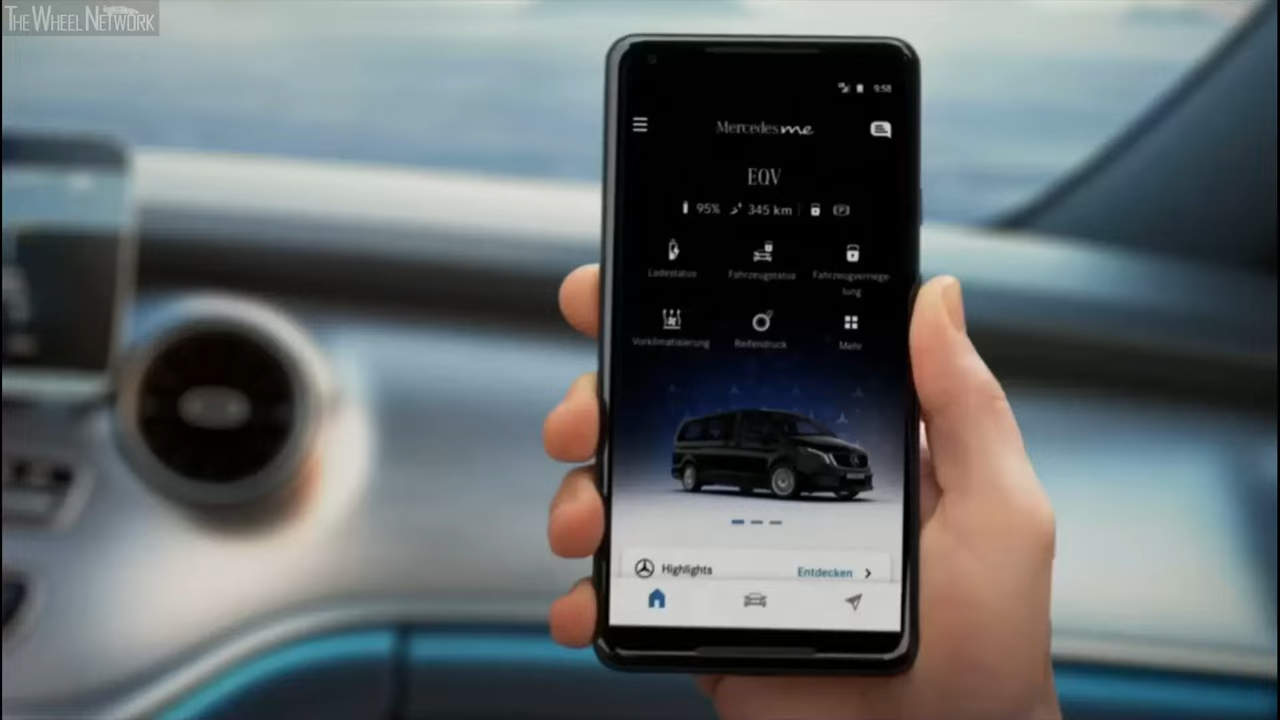 THE WHEEL NETWORK
9:58
Mercedes me
EQV
95% 345 km
Ladestatus Fahrzeugstatus Fahrzeugverriege
lung
Vorklimatisierung Reifendruck Mehr
Highlights Entdecken